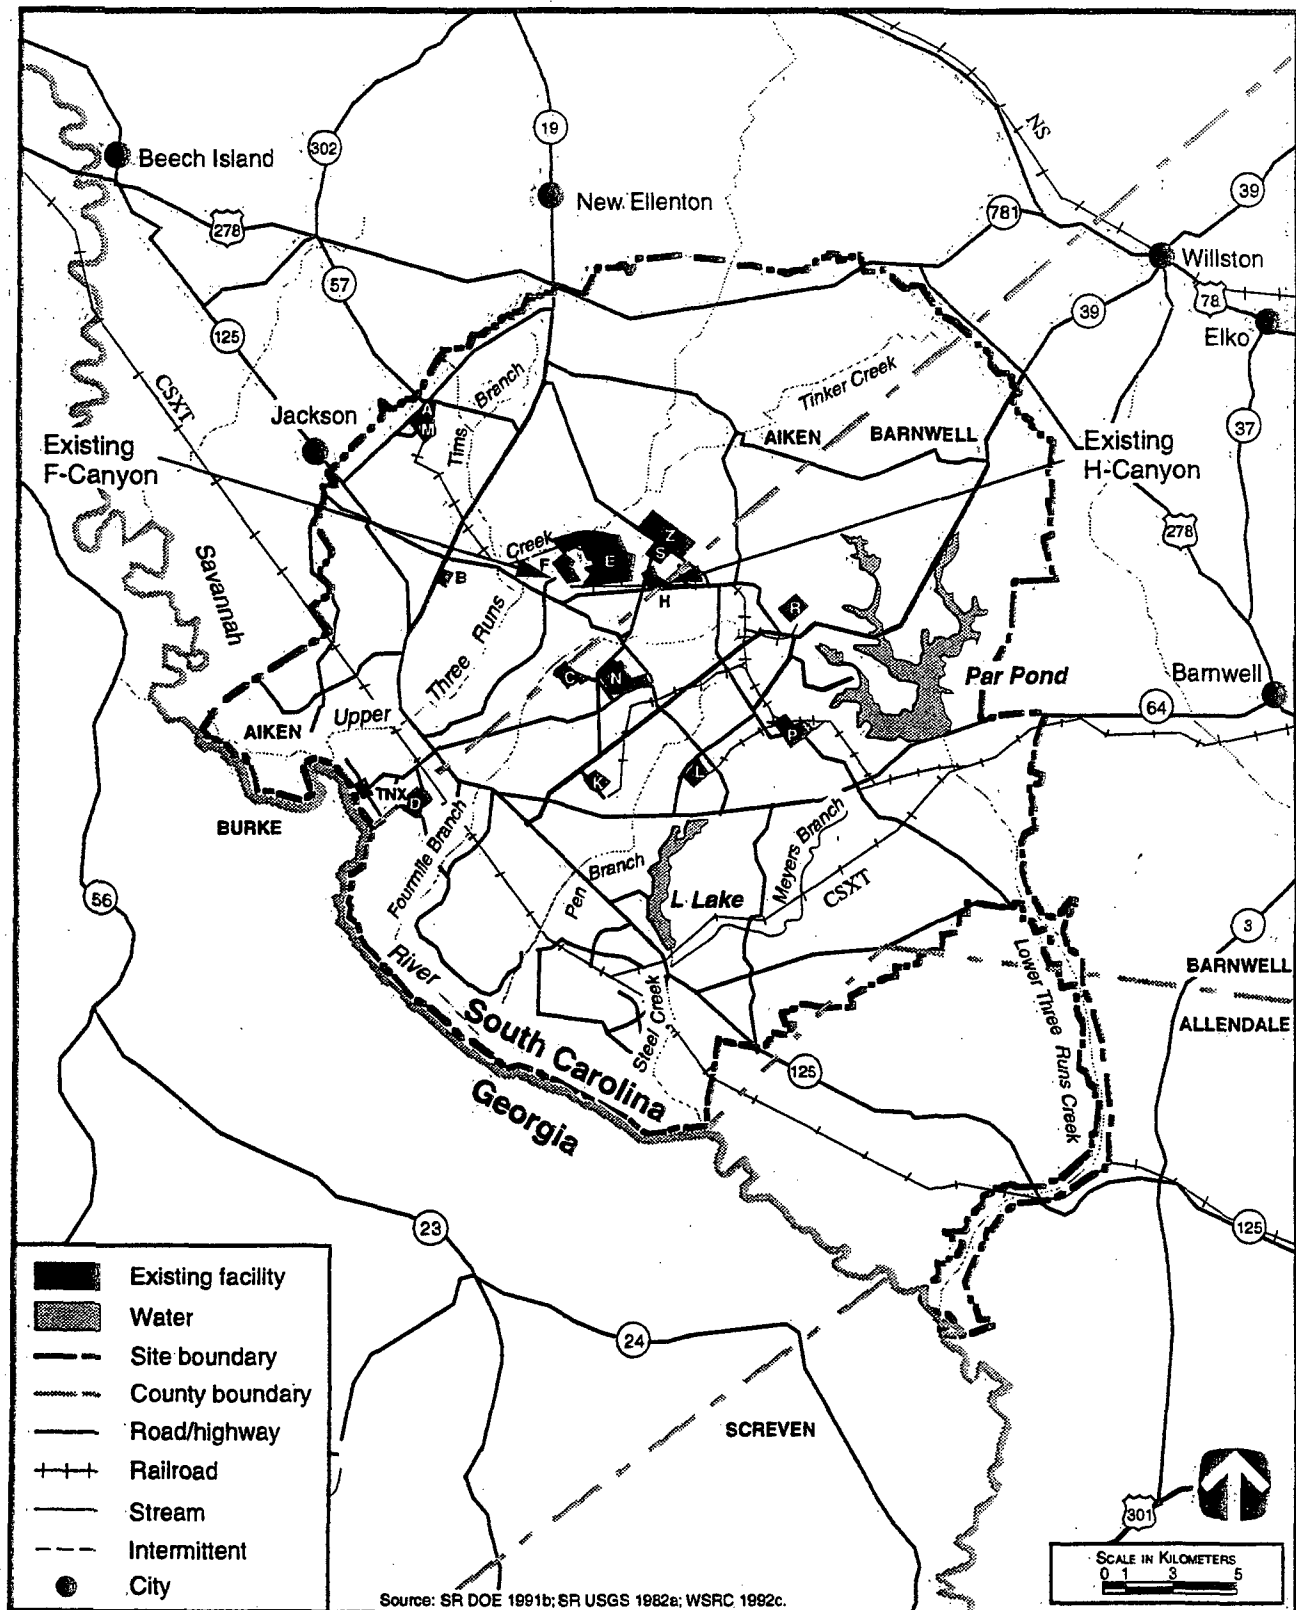 302
19
NS
Beech Island
New Ellenton
39
278
781
Willston
57
78
39
Elko
125
CSXT
Jackson
Tims Branch
Tinker Creek
AIKEN
BARNWELL
37
Existing
F-Canyon
Existing
H-Canyon
278
Savannah
Creek
Z
S
F
E
B
H
R
A
M
Three Runs
C
N
Par Pond
Barnwell
64
AIKEN
Upper
P
L
K
TNX
D
BURKE
Fourmile Branch
Pen Branch
L Lake
Meyers Branch
CSXT
56
3
River
BARNWELL
ALLENDALE
Lower Three Runs Creek
South Carolina
Georgia
Steel Creek
125
125
23
24
SCREVEN
301
Existing facility
Water
Site boundary
County boundary
Road/highway
Railroad
Stream
Intermittent
City
SCALE IN KILOMETERS
0 1 3 5
Source: SR DOE 1991b; SR USGS 1982a; WSRC 1992c.